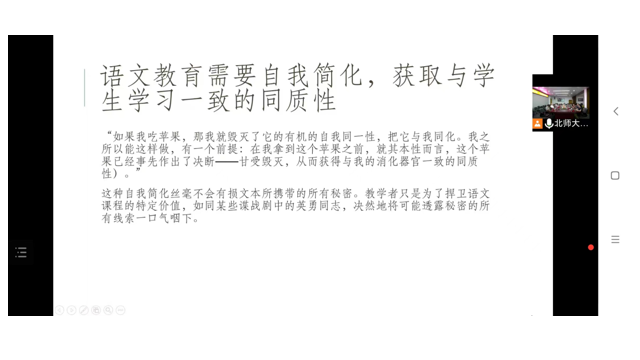 语文教育需要自我简化，获取与学
生学习一致的同质性
“如果我吃苹果，那我就毁灭了它的有机的自我同一性，把它与我同化。我之
所以能这样做，有一个前提：在我拿到这个苹果之前，就其本性而言，这个苹
果已经事先作出了决断——甘受毁灭，从而获得与我的消化器官一致的同质
性）。”
这种自我简化丝毫不会有损文本所携带的所有秘密。教学者只是为了捍卫语文
课程的特定价值，如同某些谍战剧中的英勇同志，决然地将可能透露秘密的所
有线索一口气咽下。
北师大...